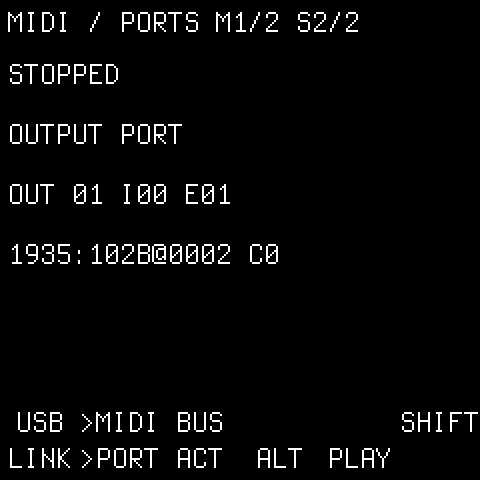 MIDI / PORTS M1/2 S2/2
STOPPED
OUTPUT PORT
OUT 01 I00 E01
1935:102B@0002 C0
USB >MIDI BUS SHIFT
LINK >PORT ACT ALT PLAY